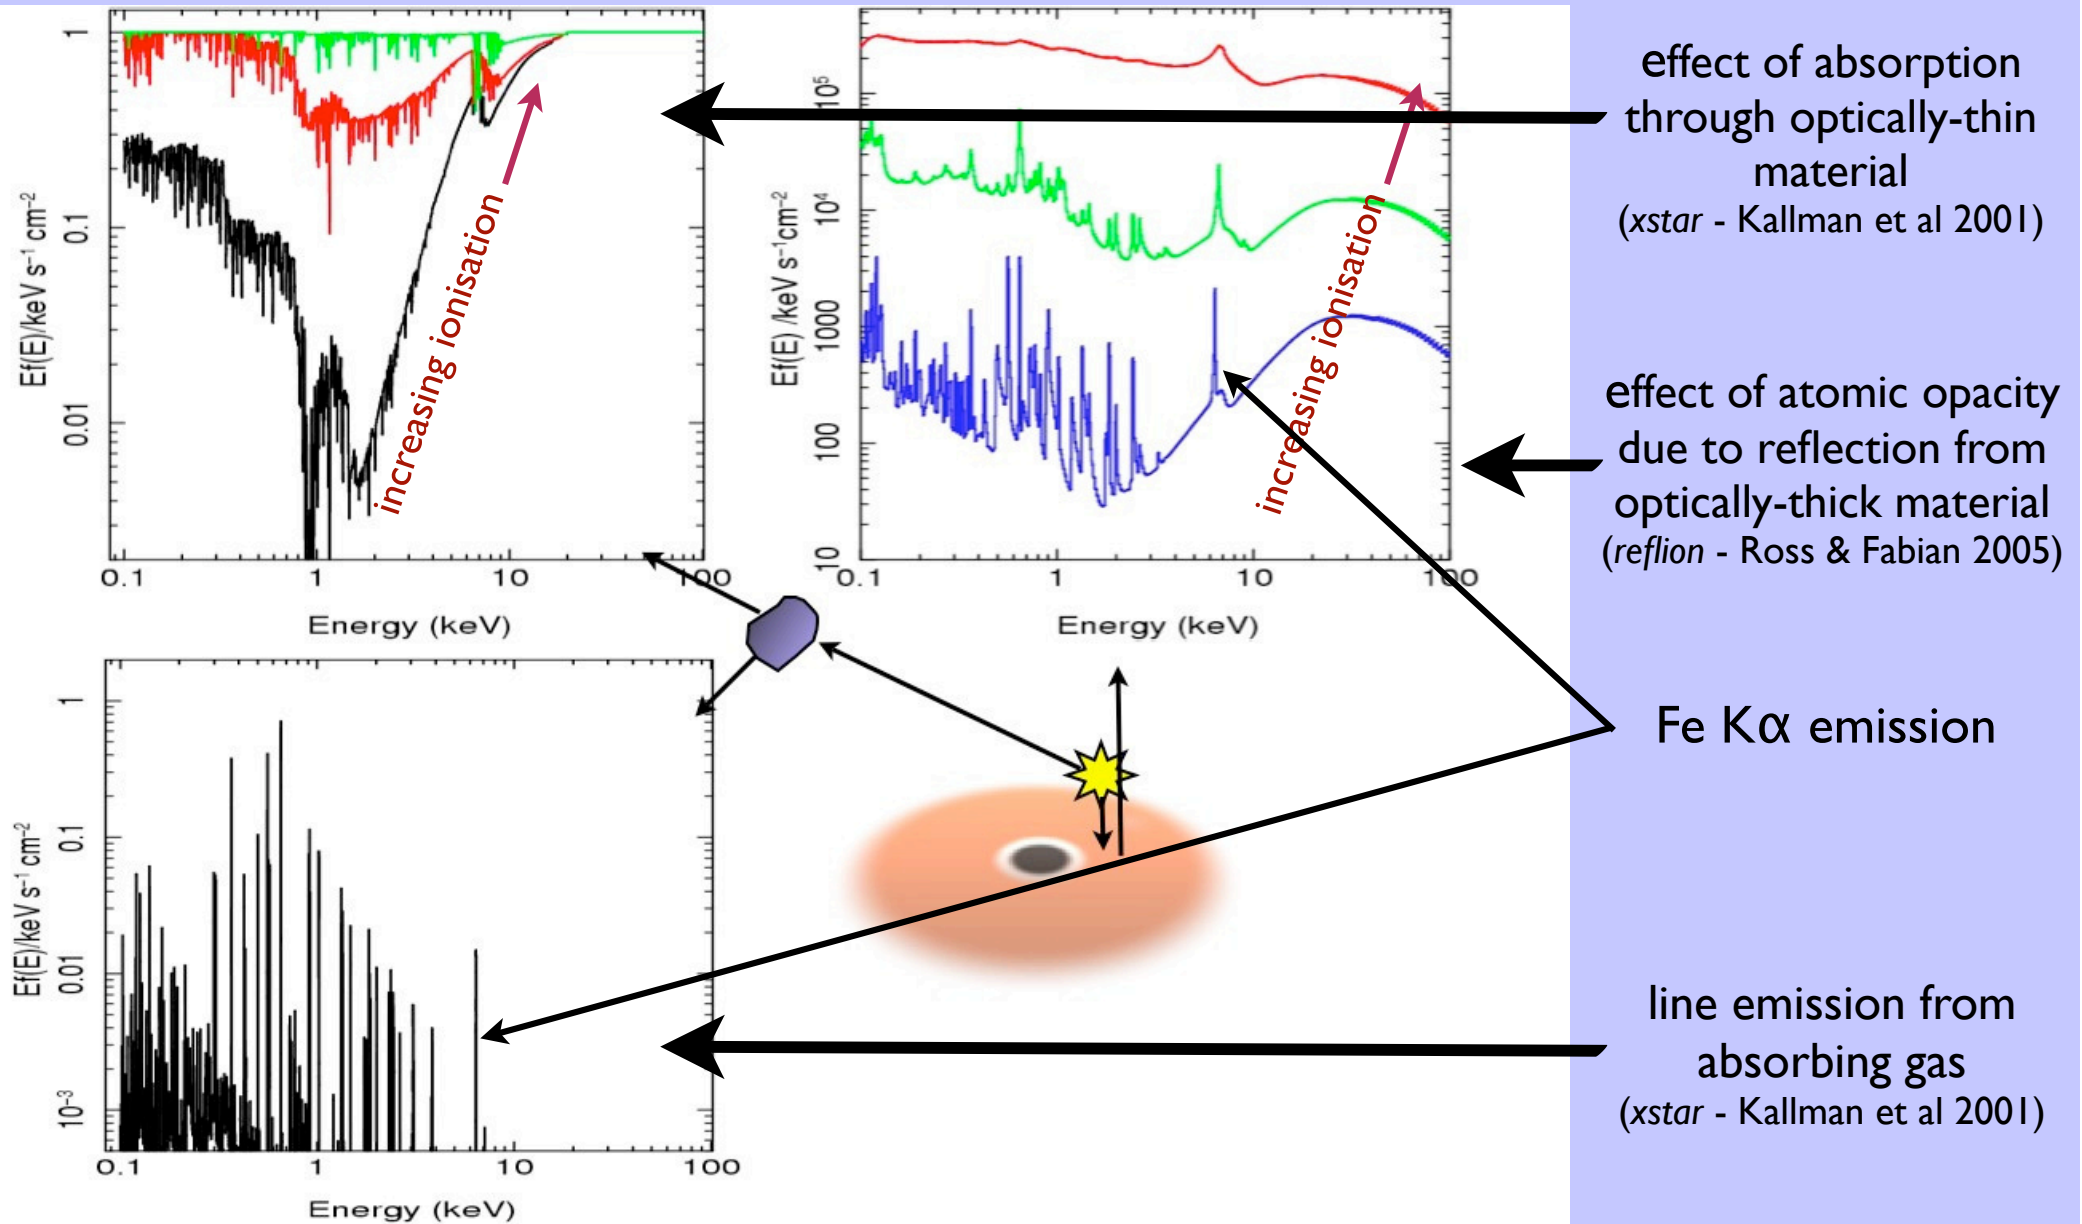 1
0.1
0.01
Ef(E)/keV s⁻¹ cm⁻²
increasing ionisation
0.1
1
10
100
Energy (keV)
10⁵
10⁴
1000
100
10
Ef(E) /keV s⁻¹cm⁻²
increasing ionisation
0.1
1
10
100
Energy (keV)
effect of absorption
through optically-thin
material
(xstar - Kallman et al 2001)
effect of atomic opacity
due to reflection from
optically-thick material
(reflion - Ross & Fabian 2005)
Fe Kα emission
1
0.1
0.01
10⁻³
Ef(E)/keV s⁻¹ cm⁻²
0.1
1
10
100
Energy (keV)
line emission from
absorbing gas
(xstar - Kallman et al 2001)